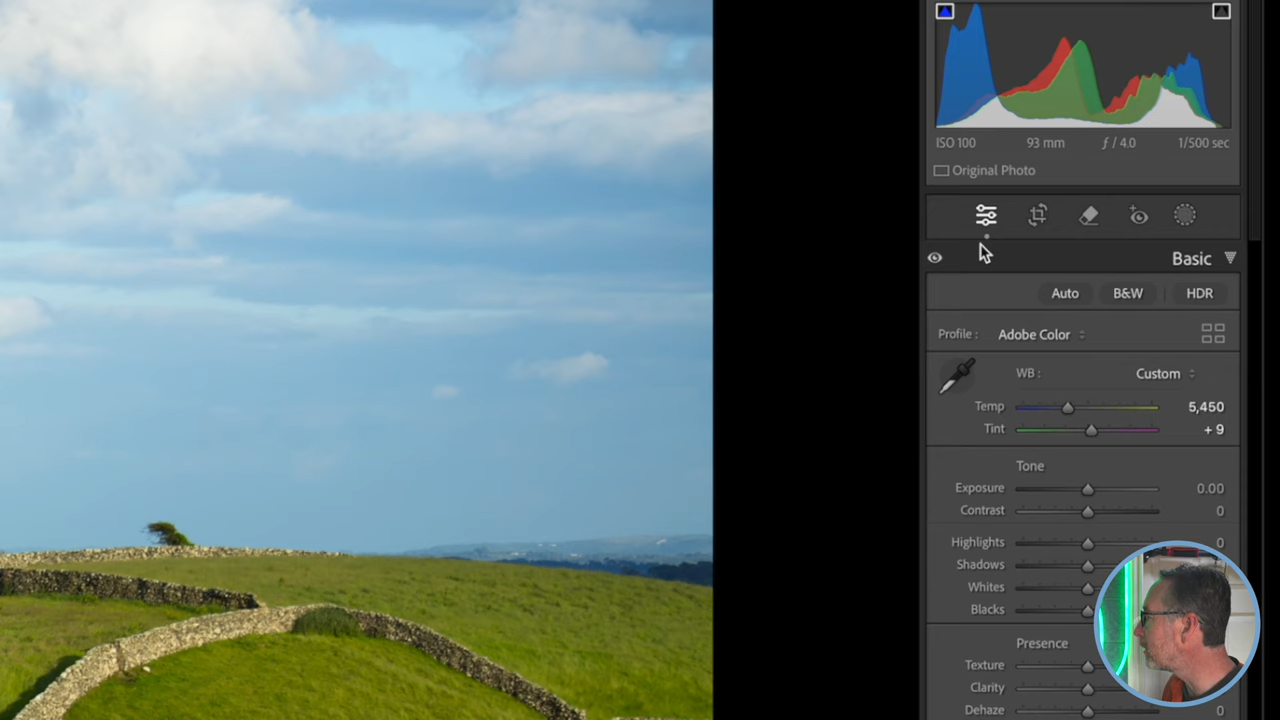 ISO 100 93 mm ƒ / 4.0 1/500 sec
Original Photo
Basic
Auto B&W HDR
Profile : Adobe Color
WB : Custom
Temp 5,450
Tint + 9
Tone
Exposure 0.00
Contrast 0
Highlights 0
Shadows
Whites
Blacks
Presence
Texture
Clarity
Dehaze 0